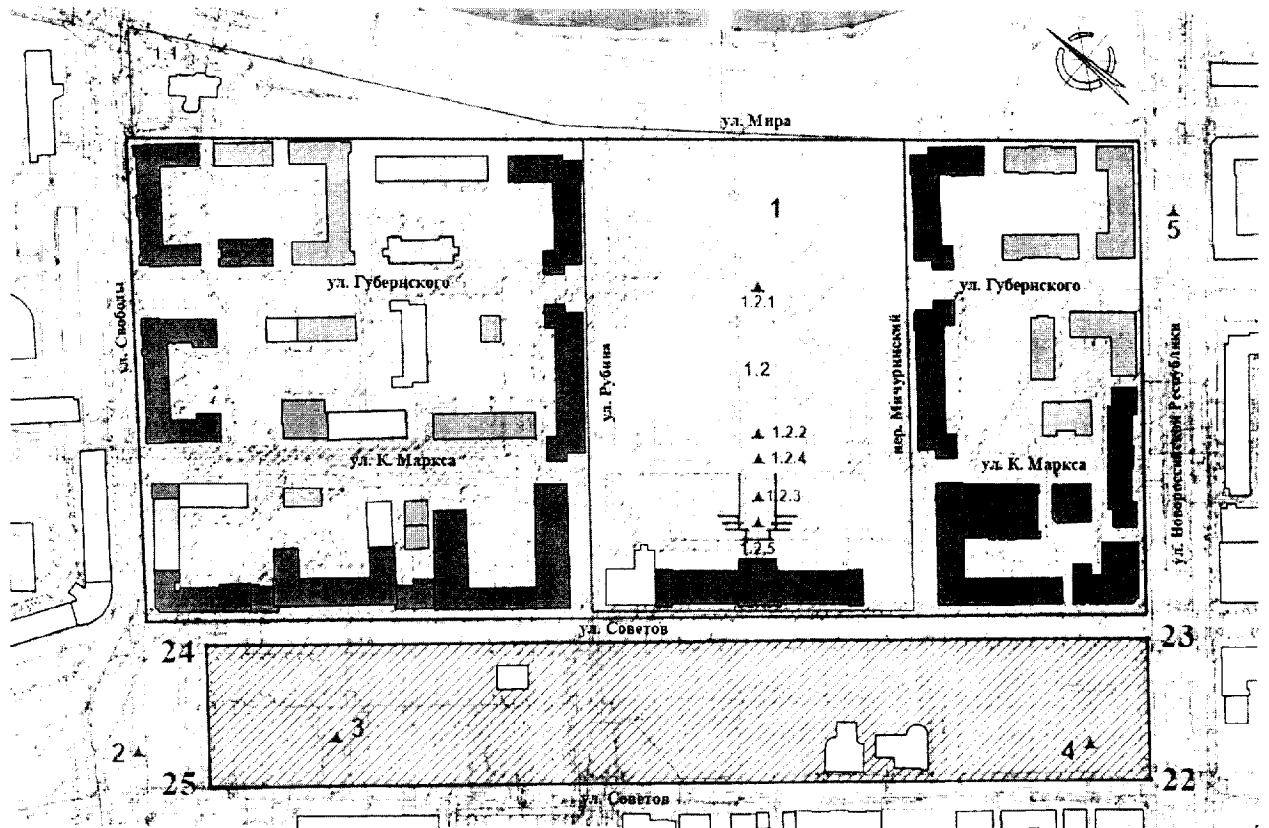 1.1
ул. Мира
1
5
ул. Губернского
1.2.1
ул. Губернского
ул. Свободы
1.2
ул. Рубина
пер. Мичуринский
ул. Новороссийской Республики
1.2.2
ул. К. Маркса
1.2.4
ул. К. Маркса
1.2.3
1.2.5
ул. Советов
24
23
3
2
4
25
22
ул. Советов